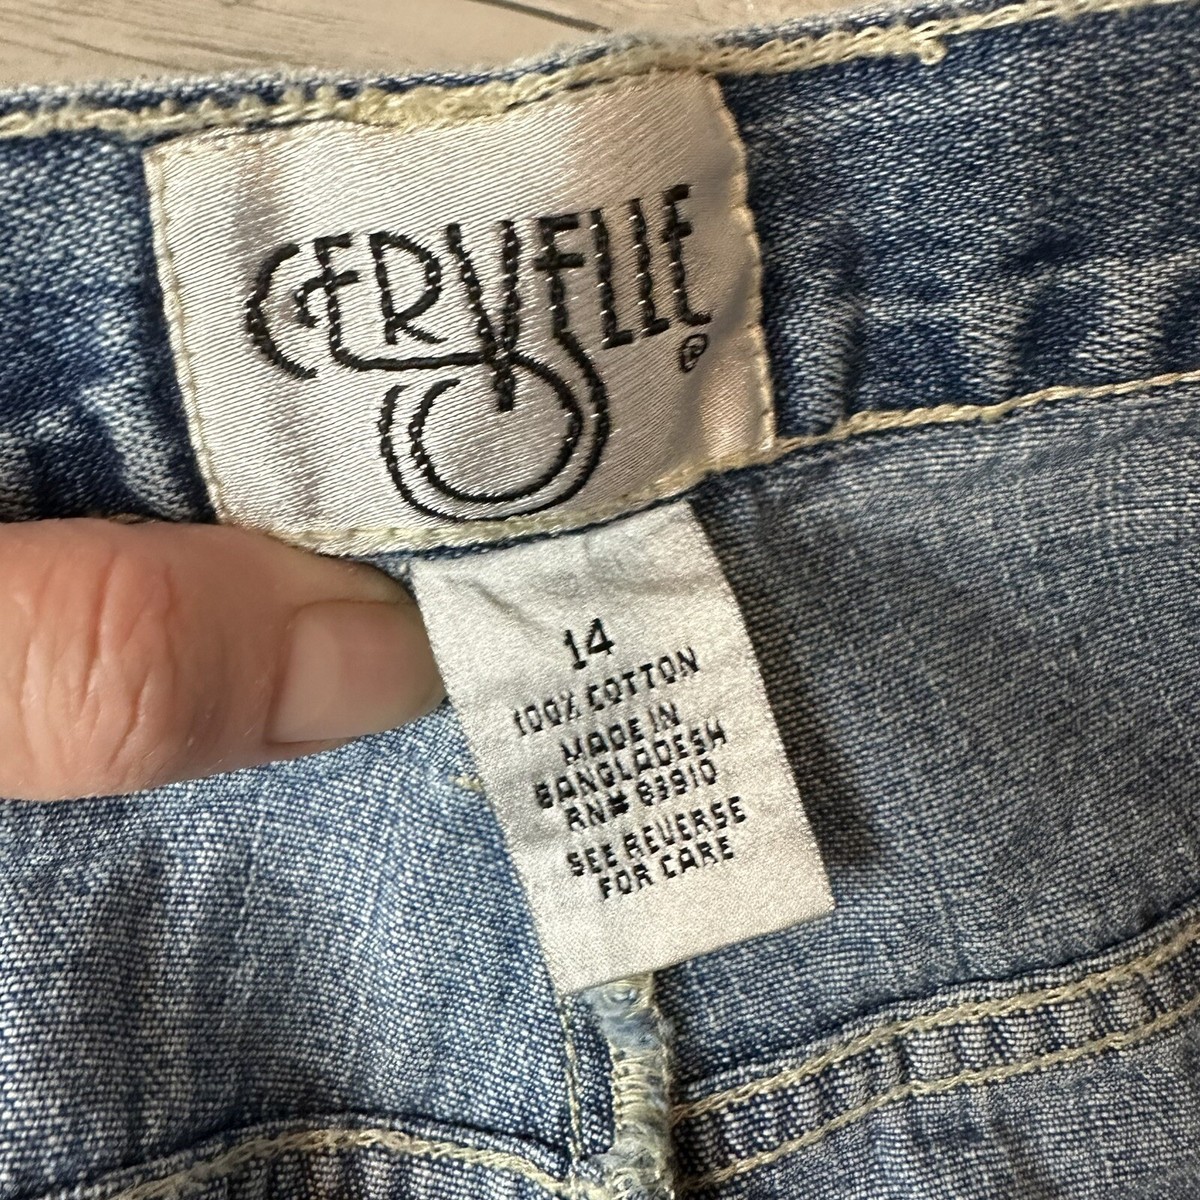 CERVELLE
®
14
100% COTTON
MADE IN
BANGLADESH
RN# 83910
SEE REVERSE
FOR CARE